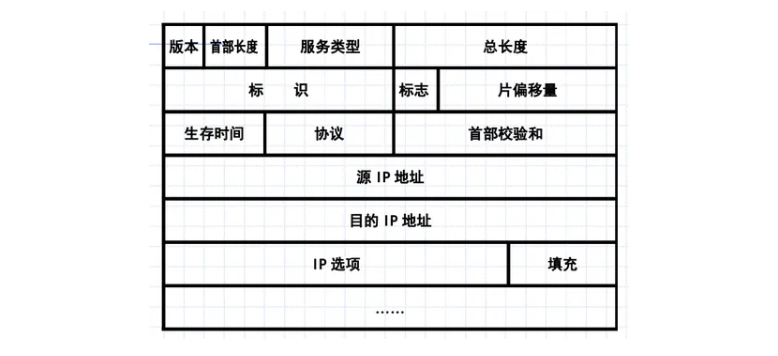 版本 首部长度 服务类型 总长度
标 识 标志 片偏移量
生存时间 协议 首部校验和
源 IP 地址
目的 IP 地址
IP 选项 填充
……